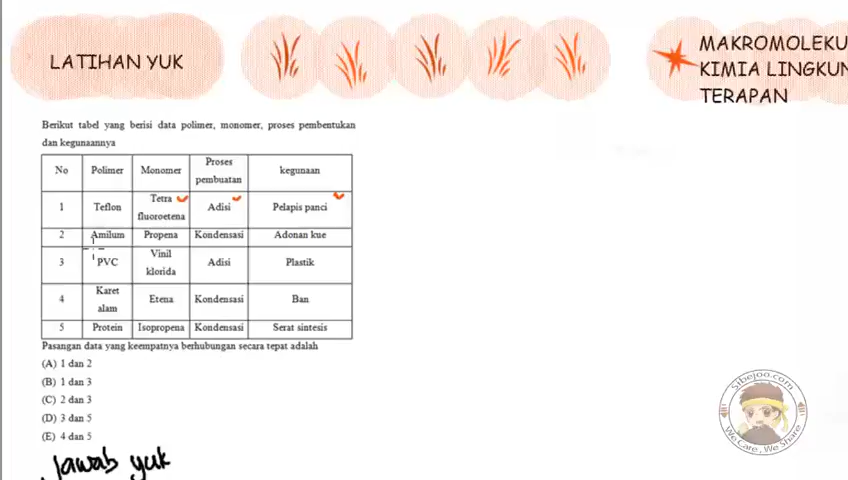 LATIHAN YUK
MAKROMOLEKU
KIMIA LINGKUN
TERAPAN
Berikut tabel yang berisi data polimer, monomer, proses pembentukan
dan kegunaannya
No Polimer Monomer Proses pembuatan kegunaan
1 Teflon Tetra fluoroetena Adisi Pelapis panci
2 Amilum Propena Kondensasi Adonan kue
3 PVC Vinil klorida Adisi Plastik
4 Karet alam Etena Kondensasi Ban
5 Protein Isopropena Kondensasi Serat sintesis
Pasangan data yang keempatnya berhubungan secara tepat adalah
(A) 1 dan 2
(B) 1 dan 3
(C) 2 dan 3
(D) 3 dan 5
(E) 4 dan 5
Jawab yuk
Sibejoo.com
We Care, We Share